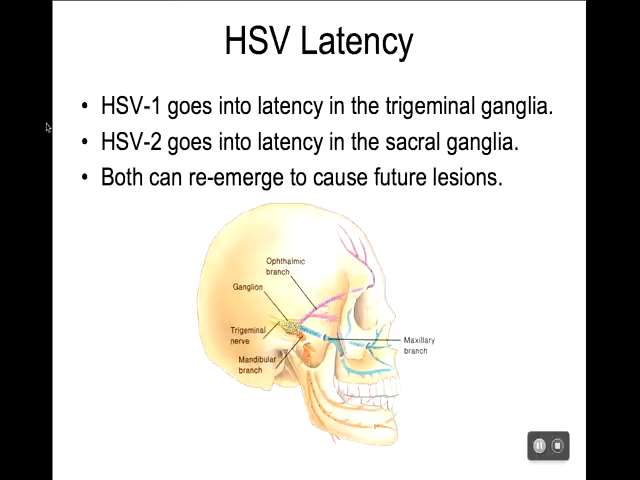 HSV Latency
• HSV-1 goes into latency in the trigeminal ganglia.
• HSV-2 goes into latency in the sacral ganglia.
• Both can re-emerge to cause future lesions.
Ophthalmic
branch
Ganglion
Trigeminal
nerve
Mandibular
branch
Maxillary
branch